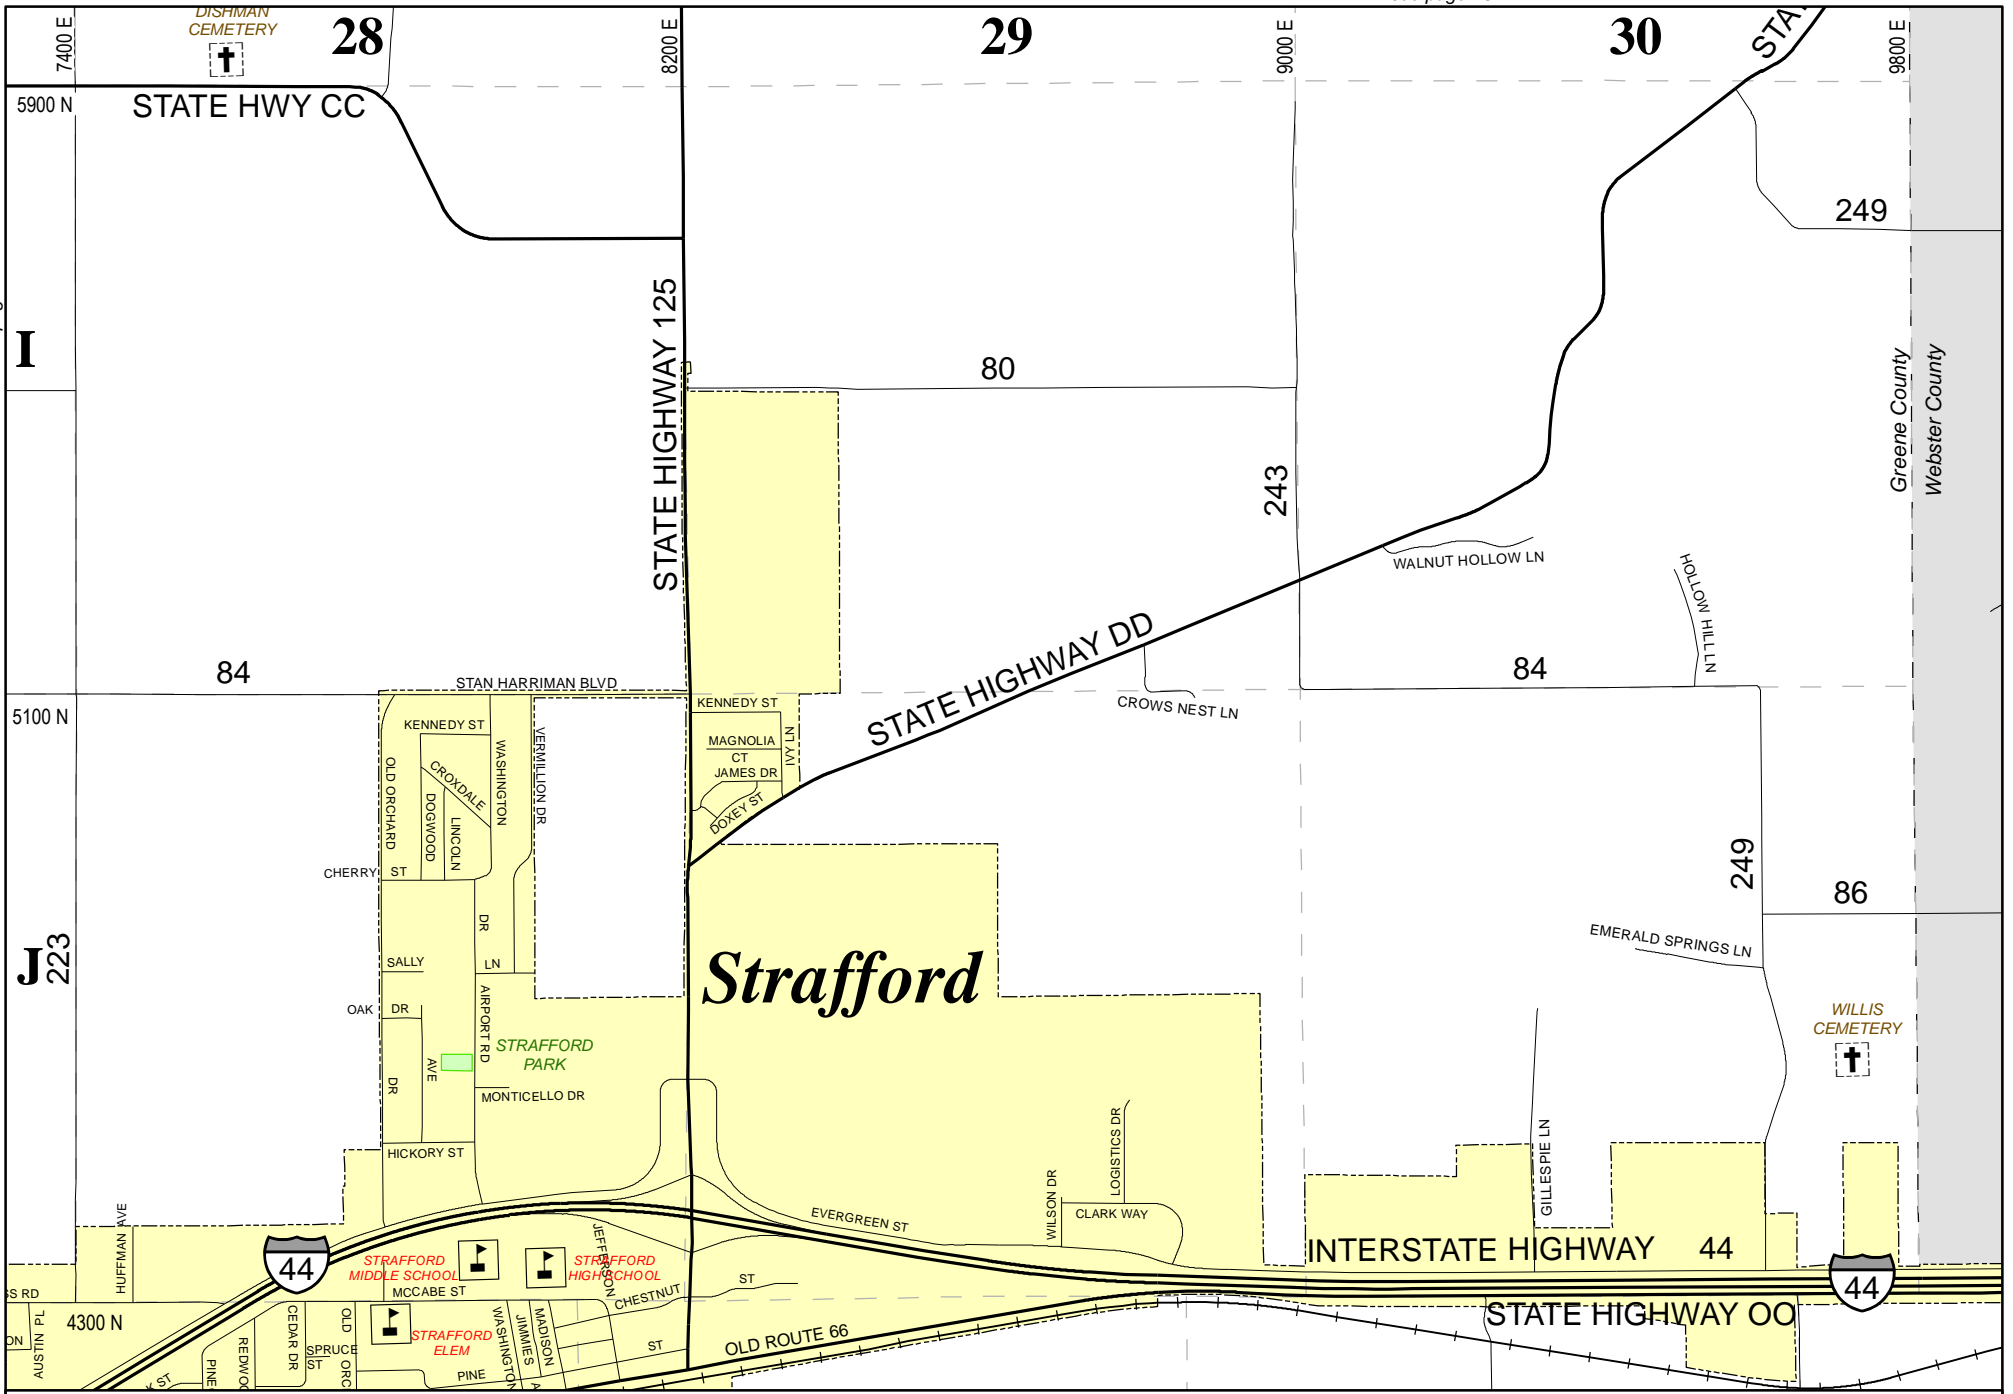 DISHMAN
CEMETERY
28
29
30
7400 E
8200 E
9000 E
9800 E
5900 N
STATE HWY CC
249
I
STATE HIGHWAY 125
80
243
Greene County
Webster County
WALNUT HOLLOW LN
HOLLOW HILL LN
STATE HIGHWAY DD
84
STAN HARRIMAN BLVD
84
CROWS NEST LN
5100 N
KENNEDY ST
KENNEDY ST
MAGNOLIA
CT
IVY LN
JAMES DR
DOXEY ST
OLD ORCHARD
CROXDALE
DOGWOOD
LINCOLN
WASHINGTON
VERMILLION DR
CHERRY ST
249
86
DR
J
223
SALLY LN
Strafford
EMERALD SPRINGS LN
OAK DR
AIRPORT RD
STRAFFORD
PARK
WILLIS
CEMETERY
AVE
DR
MONTICELLO DR
HICKORY ST
LOGISTICS DR
GILLESPIE LN
WILSON DR
CLARK WAY
HUFFMAN AVE
EVERGREEN ST
JEFFERSON
INTERSTATE HIGHWAY 44
44
STRAFFORD
MIDDLE SCHOOL
STRAFFORD
HIGH SCHOOL
44
MCCABE ST
CHESTNUT ST
STATE HIGHWAY OO
4300 N
AUSTIN PL
CEDAR DR
OLD
WASHINGTON
JIMMIES
MADISON
STRAFFORD
ELEM
OLD ROUTE 66
SPRUCE
ST
PINE ST